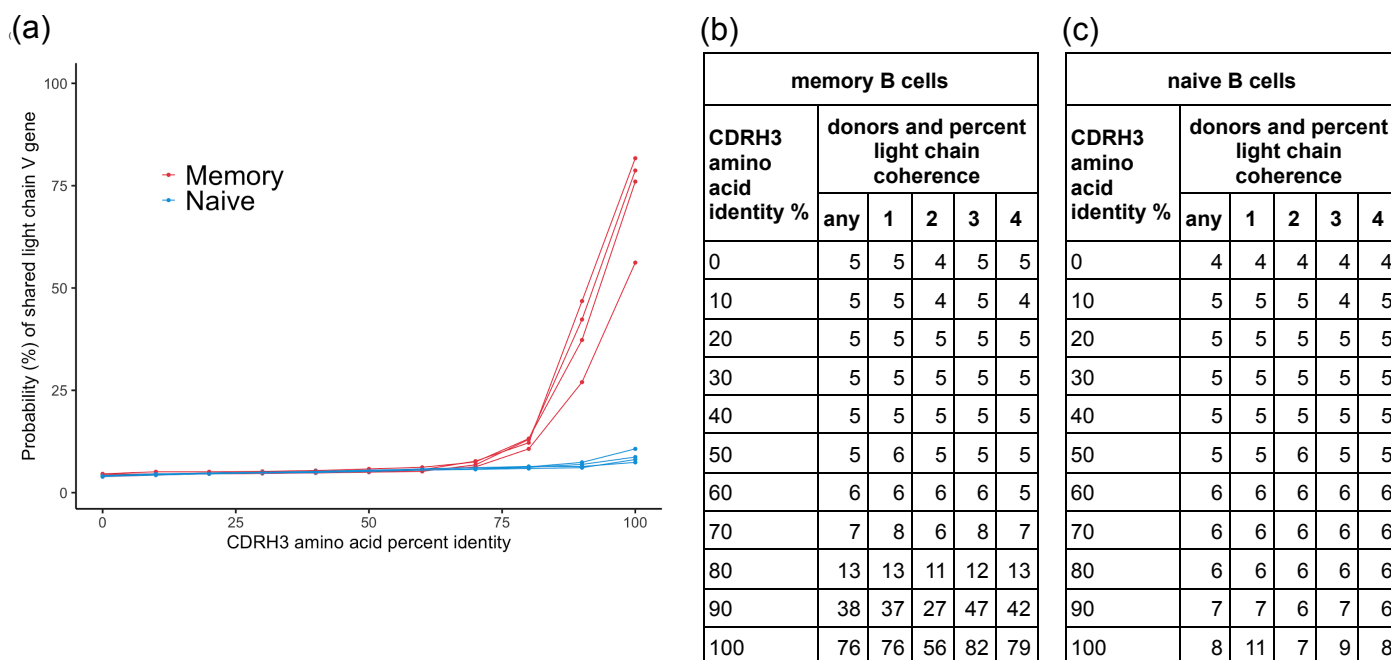 (a)
100
75
50
25
0
Probability (%) of shared light chain V gene
Memory
Naive
0 25 50 75 100
CDRH3 amino acid percent identity
(b)
memory B cells
CDRH3 amino acid identity %
donors and percent light chain coherence
any 1 2 3 4
0 5 5 4 5 5
10 5 5 4 5 4
20 5 5 5 5 5
30 5 5 5 5 5
40 5 5 5 5 5
50 5 6 5 5 5
60 6 6 6 6 5
70 7 8 6 8 7
80 13 13 11 12 13
90 38 37 27 47 42
100 76 76 56 82 79
(c)
naive B cells
CDRH3 amino acid identity %
donors and percent light chain coherence
any 1 2 3 4
0 4 4 4 4 4
10 5 5 5 4 5
20 5 5 5 5 5
30 5 5 5 5 5
40 5 5 5 5 5
50 5 5 6 5 5
60 6 6 6 6 6
70 6 6 6 6 6
80 6 6 6 6 6
90 7 7 6 7 6
100 8 11 7 9 8